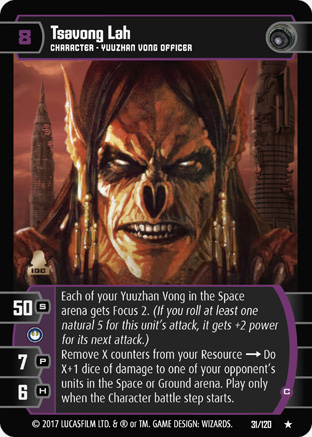 8
Tsavong Lah
CHARACTER - YUUZHAN VONG OFFICER
IDC
50 S
7 P
6 H
Each of your Yuuzhan Vong in the Space
arena gets Focus 2. (If you roll at least one
natural 5 for this unit's attack, it gets +2 power
for its next attack.)
Remove X counters from your Resource → Do
X+1 dice of damage to one of your opponent's
units in the Space or Ground arena. Play only
when the Character battle step starts.
C
© 2017 LUCASFILM LTD. & ® or TM. GAME DESIGN: WIZARDS. 31/120 ★